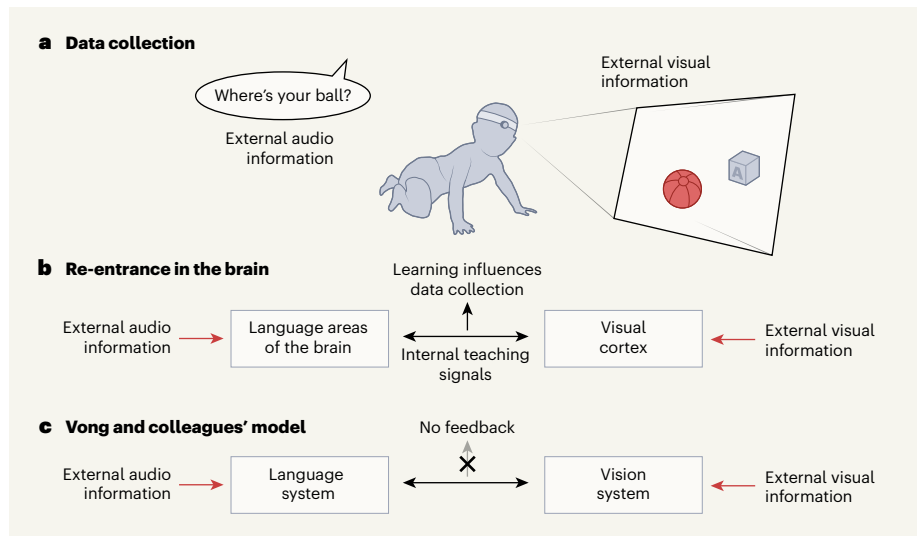 a Data collection
Where's your ball?
External audio
information
External visual
information
A
b Re-entrance in the brain
Learning influences
data collection
External audio
information
Language areas
of the brain
Internal teaching
signals
Visual
cortex
External visual
information
c Vong and colleagues' model
No feedback
External audio
information
Language
system
Vision
system
External visual
information